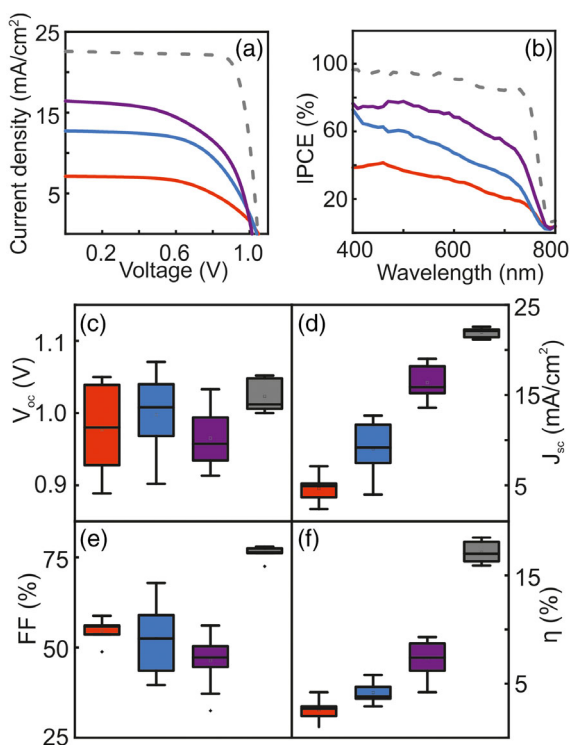 25
15
5
Current density (mA/cm²)
(a)
0.2 0.6 1.0
Voltage (V)
100
60
20
IPCE (%)
(b)
400 600 800
Wavelength (nm)
(c)
1.1
1.0
0.9
V_oc (V)
(d)
25
15
5
J_sc (mA/cm²)
(e)
75
50
25
FF (%)
(f)
15
5
η (%)